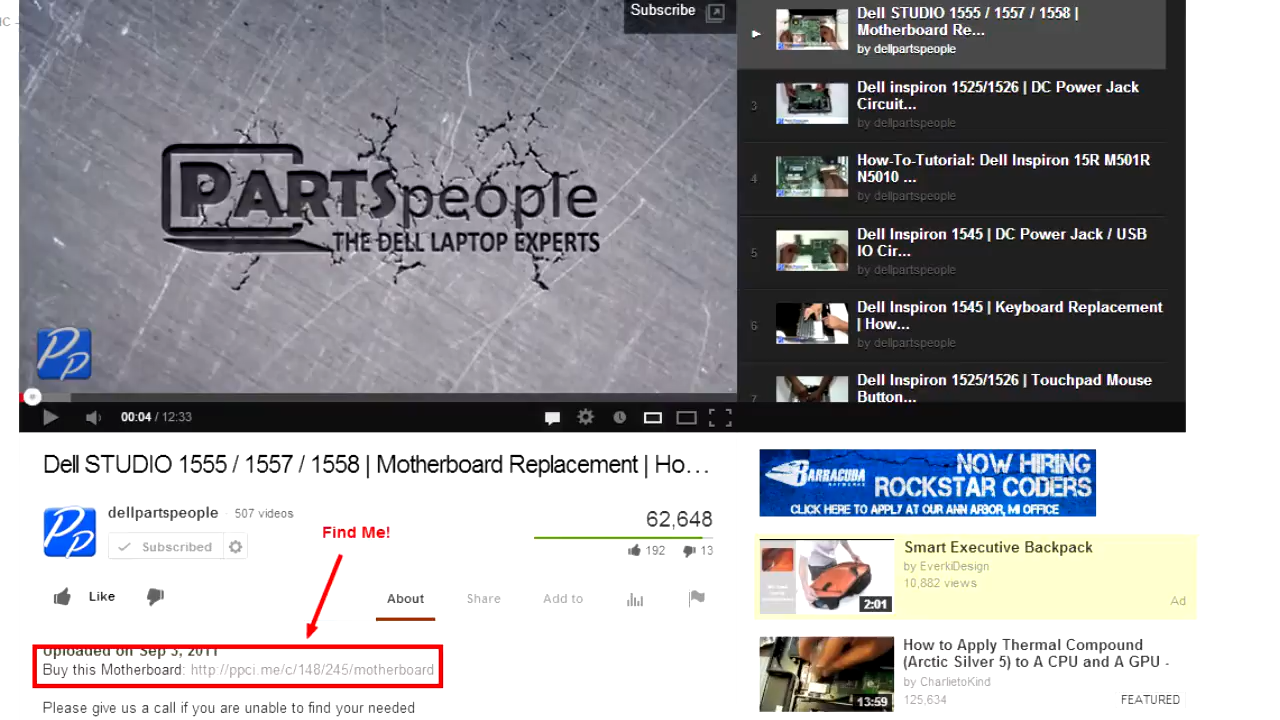 IC -
Subscribe
PARTSpeople
THE DELL LAPTOP EXPERTS
PP
00:04 / 12:33
Dell STUDIO 1555 / 1557 / 1558 |
Motherboard Re...
by dellpartspeople
3
Dell inspiron 1525/1526 | DC Power Jack
Circuit...
by dellpartspeople
4
How-To-Tutorial: Dell Inspiron 15R M501R
N5010 ...
by dellpartspeople
5
Dell Inspiron 1545 | DC Power Jack / USB
IO Cir...
by dellpartspeople
6
Dell Inspiron 1545 | Keyboard Replacement
| How...
by dellpartspeople
7
Dell Inspiron 1525/1526 | Touchpad Mouse
Button...
Dell STUDIO 1555 / 1557 / 1558 | Motherboard Replacement | Ho...
PP
dellpartspeople · 507 videos
Subscribed
Find Me!
62,648
192 13
Like
About Share Add to
Uploaded on Sep 3, 2011
Buy this Motherboard: http://ppci.me/c/148/245/motherboard
Please give us a call if you are unable to find your needed
BARRACUDA
NETWORKS
NOW HIRING
ROCKSTAR CODERS
CLICK HERE TO APPLY AT OUR ANN ARBOR, MI OFFICE
Smart Executive Backpack
by EverkiDesign
10,882 views
Ad
2:01
How to Apply Thermal Compound
(Arctic Silver 5) to A CPU and A GPU -
by CharlietoKind
125,634 FEATURED
13:59